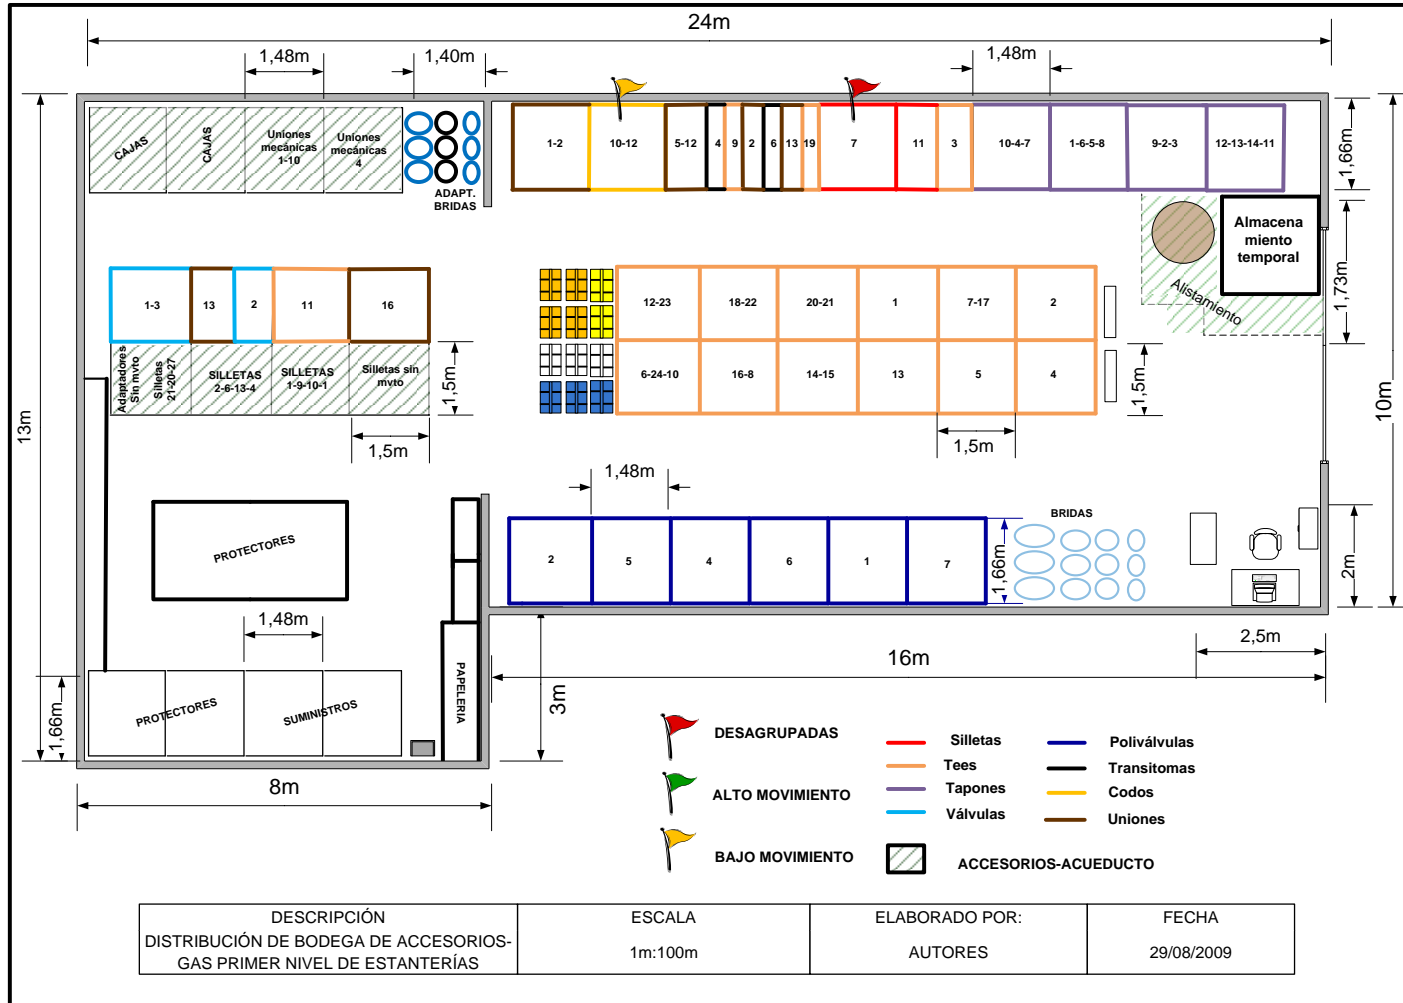 24m
1,48m
1,40m
1,48m
CAJAS
CAJAS
Uniones
mecánicas
1-10
Uniones
mecánicas
4
ADAPT.
BRIDAS
1-2
10-12
5-12
4
9
2
6
13
19
7
11
3
10-4-7
1-6-5-8
9-2-3
12-13-14-11
1,66m
Almacena
miento
temporal
Alistamiento
1,73m
10m
13m
1-3
13
2
11
16
Adaptadores
Sin mvto
Silletas
21-20-27
SILLETAS
2-6-13-4
SILLETAS
1-9-10-1
Silletas sin
mvto
1,5m
1,5m
12-23
18-22
20-21
1
7-17
2
6-24-10
16-8
14-15
13
5
4
1,5m
1,5m
1,48m
2
5
4
6
1
7
1,66m
BRIDAS
2m
2,5m
16m
3m
PROTECTORES
1,48m
PROTECTORES
SUMINISTROS
PAPELERIA
1,66m
8m
DESAGRUPADAS
ALTO MOVIMIENTO
BAJO MOVIMIENTO
Silletas
Tees
Tapones
Válvulas
Poliválvulas
Transitomas
Codos
Uniones
ACCESORIOS-ACUEDUCTO
DESCRIPCIÓN
DISTRIBUCIÓN DE BODEGA DE ACCESORIOS-
GAS PRIMER NIVEL DE ESTANTERÍAS
ESCALA
1m:100m
ELABORADO POR:
AUTORES
FECHA
29/08/2009